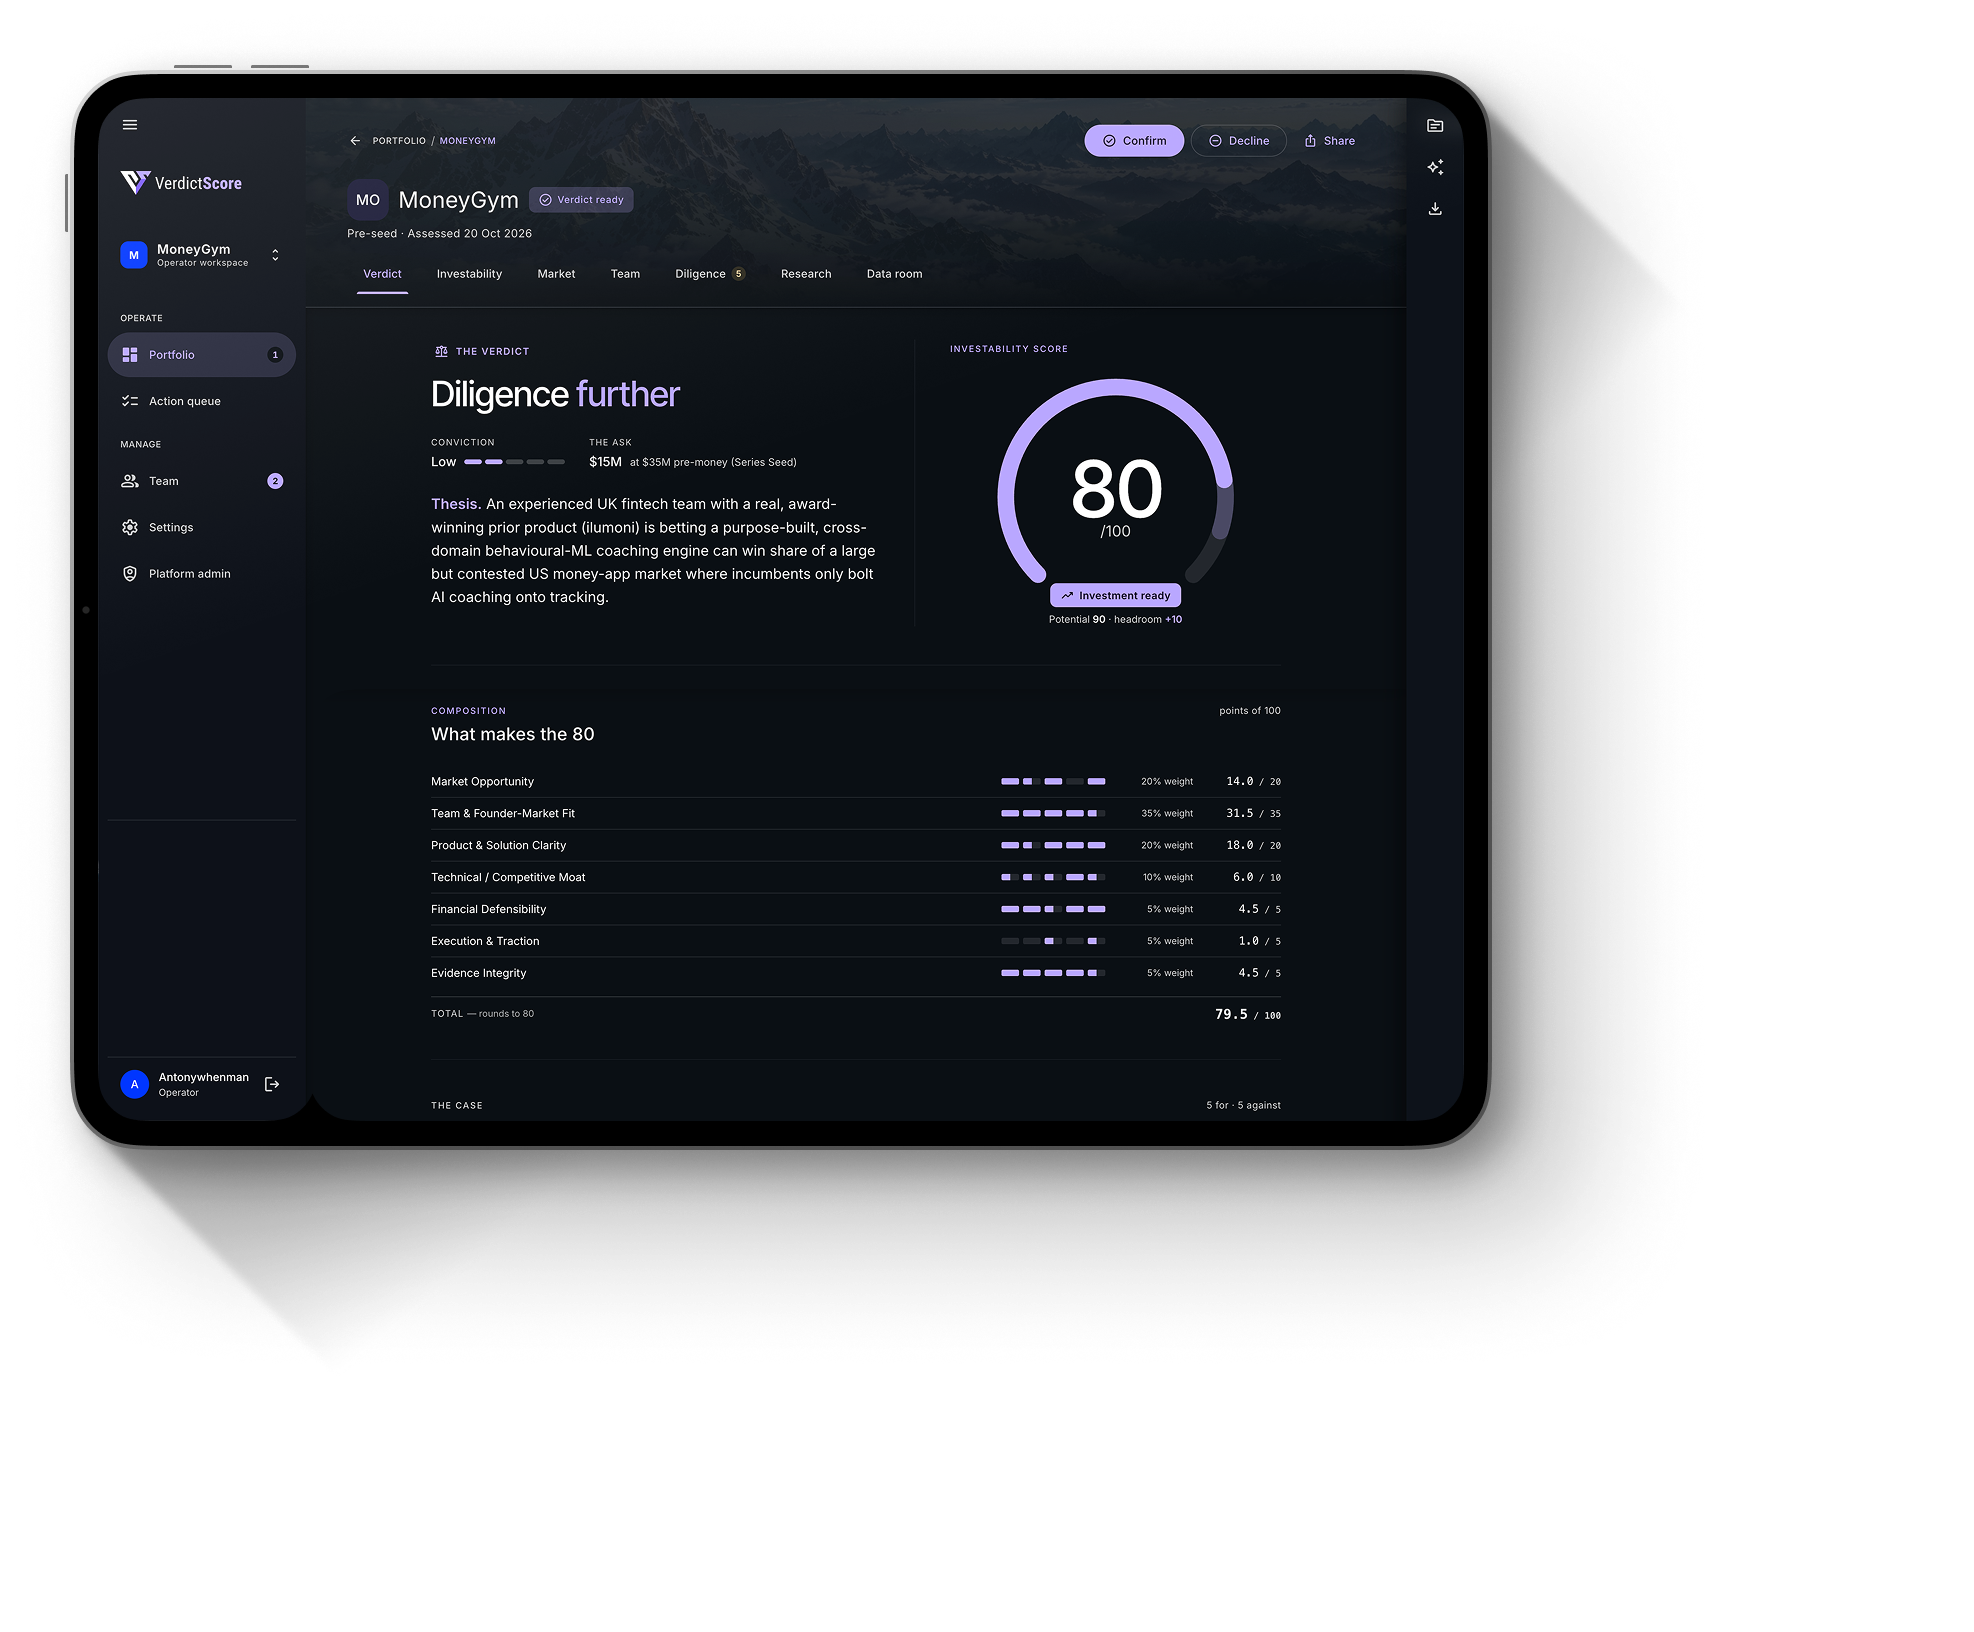 VerdictScore
M
MoneyGym
Operator workspace
OPERATE
Portfolio 1
Action queue
MANAGE
Team 2
Settings
Platform admin
A
Antonywhenman
Operator
PORTFOLIO / MONEYGYM
Confirm
Decline
Share
MO
MoneyGym
Verdict ready
Pre-seed · Assessed 20 Oct 2026
Verdict Investability Market Team Diligence 5 Research Data room
THE VERDICT
Diligence further
CONVICTION
Low
THE ASK
$15M at $35M pre-money (Series Seed)
Thesis. An experienced UK fintech team with a real, award-
winning prior product (ilumoni) is betting a purpose-built, cross-
domain behavioural-ML coaching engine can win share of a large
but contested US money-app market where incumbents only bolt
AI coaching onto tracking.
INVESTABILITY SCORE
80
/100
Investment ready
Potential 90 · headroom +10
COMPOSITION
points of 100
What makes the 80
Market Opportunity 20% weight 14.0 / 20
Team & Founder-Market Fit 35% weight 31.5 / 35
Product & Solution Clarity 20% weight 18.0 / 20
Technical / Competitive Moat 10% weight 6.0 / 10
Financial Defensibility 5% weight 4.5 / 5
Execution & Traction 5% weight 1.0 / 5
Evidence Integrity 5% weight 4.5 / 5
TOTAL — rounds to 80 79.5 / 100
THE CASE 5 for · 5 against